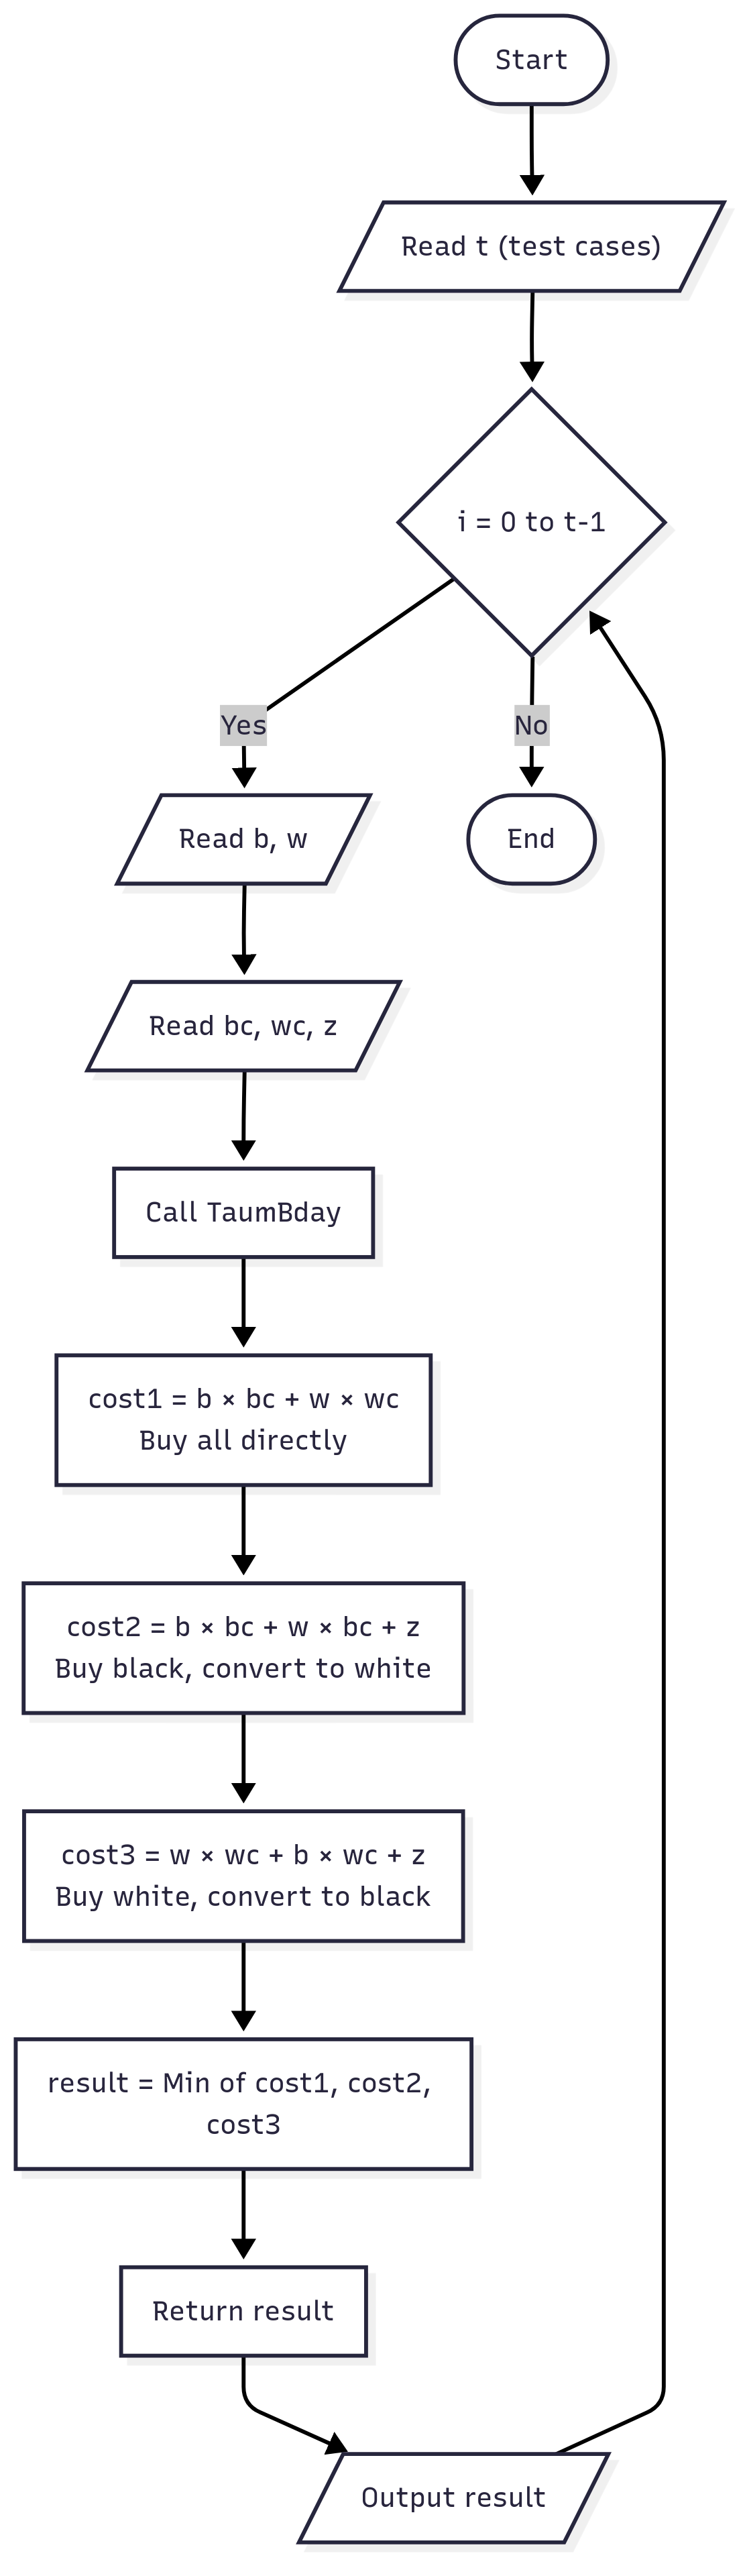 Start
Read t (test cases)
i = 0 to t-1
Yes
No
Read b, w
End
Read bc, wc, z
Call TaumBday
cost1 = b × bc + w × wc
Buy all directly
cost2 = b × bc + w × bc + z
Buy black, convert to white
cost3 = w × wc + b × wc + z
Buy white, convert to black
result = Min of cost1, cost2,
cost3
Return result
Output result